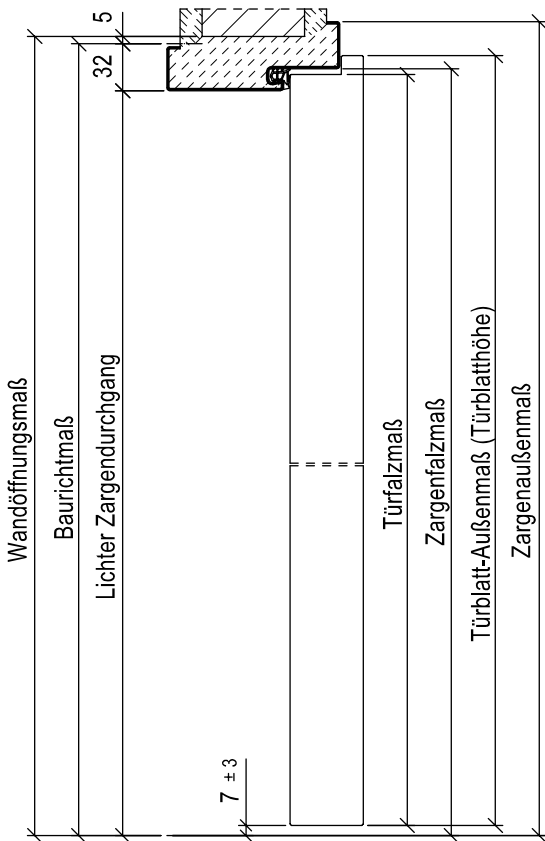 5
32
Wandöffnungsmaß
Baurichtmaß
Lichter Zargendurchgang
7 ± 3
Türfalzmaß
Zargenfalzmaß
Türblatt-Außenmaß (Türblatthöhe)
Zargenaußenmaß